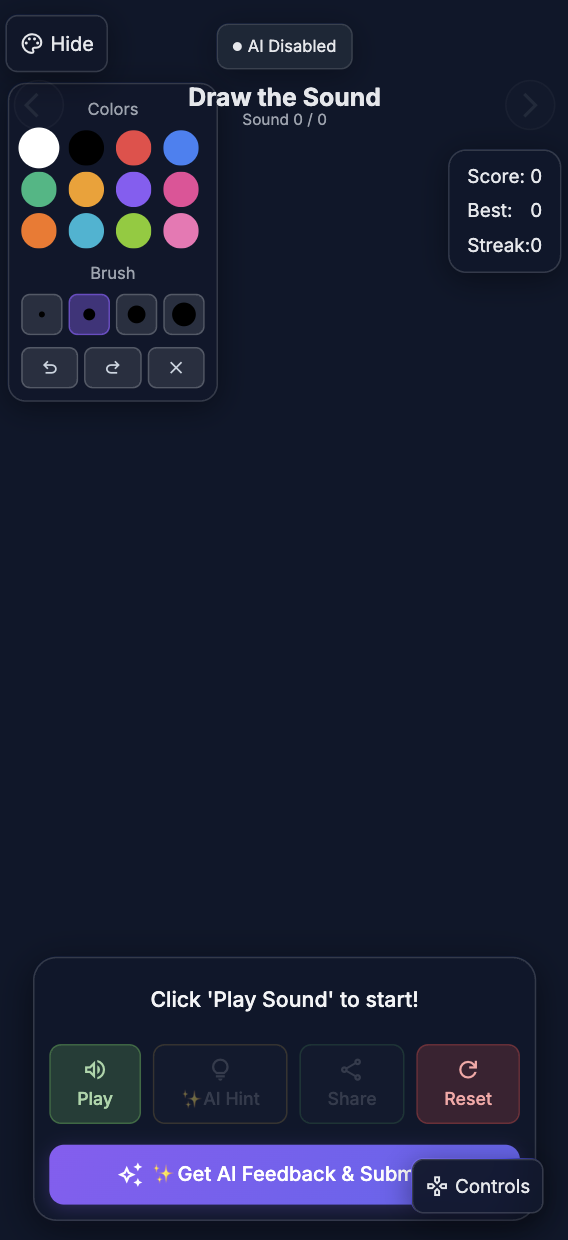 Hide
AI Disabled
Draw the Sound
Sound 0 / 0
Colors
Score: 0
Best: 0
Streak:0
Brush
Click 'Play Sound' to start!
Play
✨AI Hint
Share
Reset
✨ Get AI Feedback & Subm
Controls